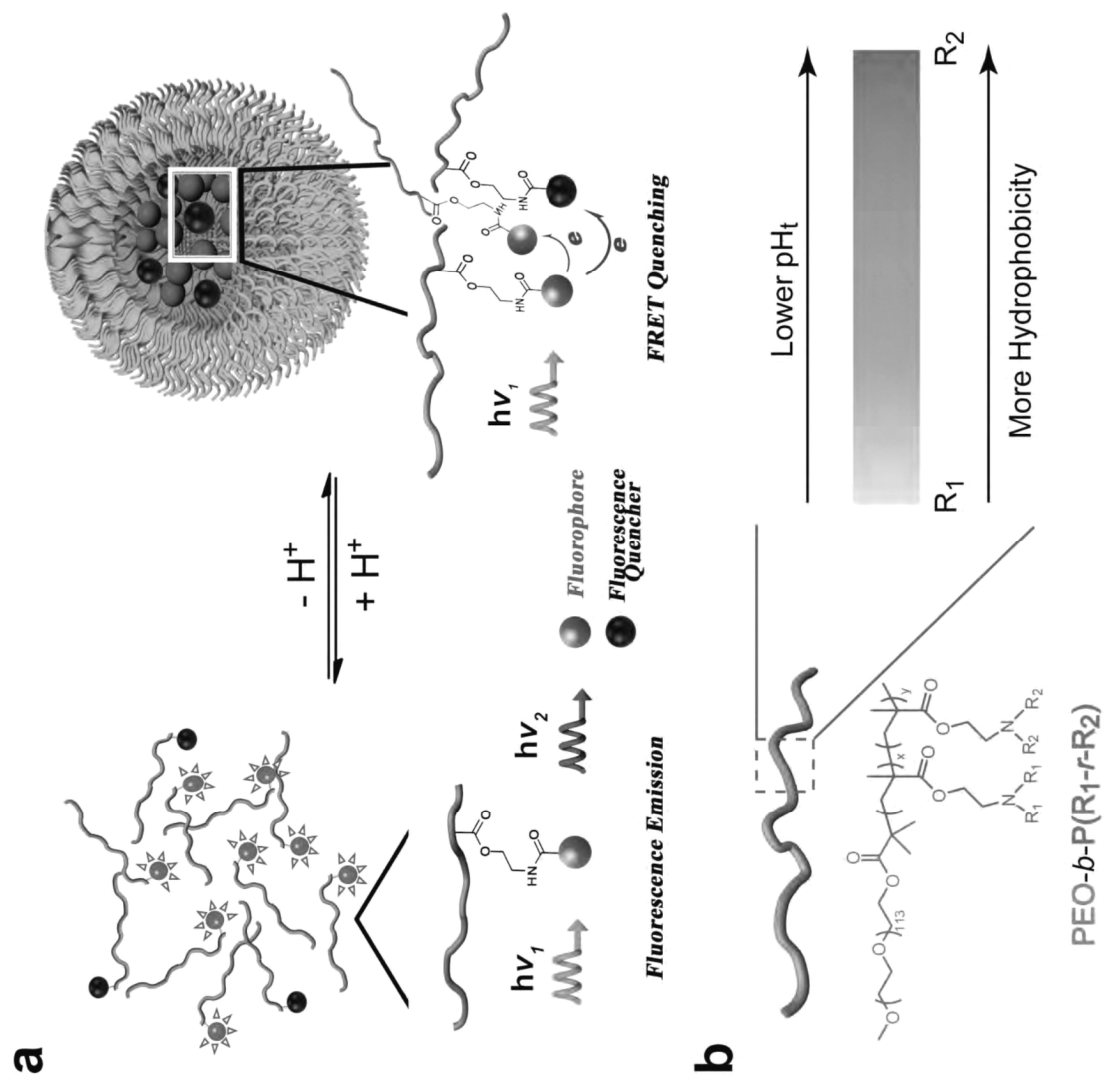 a
- H⁺
+ H⁺
hν₁
hν₂
Fluorescence Emission
HN
O
O
O
Fluorophore
Fluorescence
Quencher
hν₁
FRET Quenching
O
O
HN
O
O
O
NH
O
O
O
HN
O
e
e
b
O
O
113
O
O
x
O
O
N
R₁
R₁
y
O
O
N
R₂
R₂
PEO-b-P(R₁-r-R₂)
Lower pHₜ
R₁
R₂
More Hydrophobicity